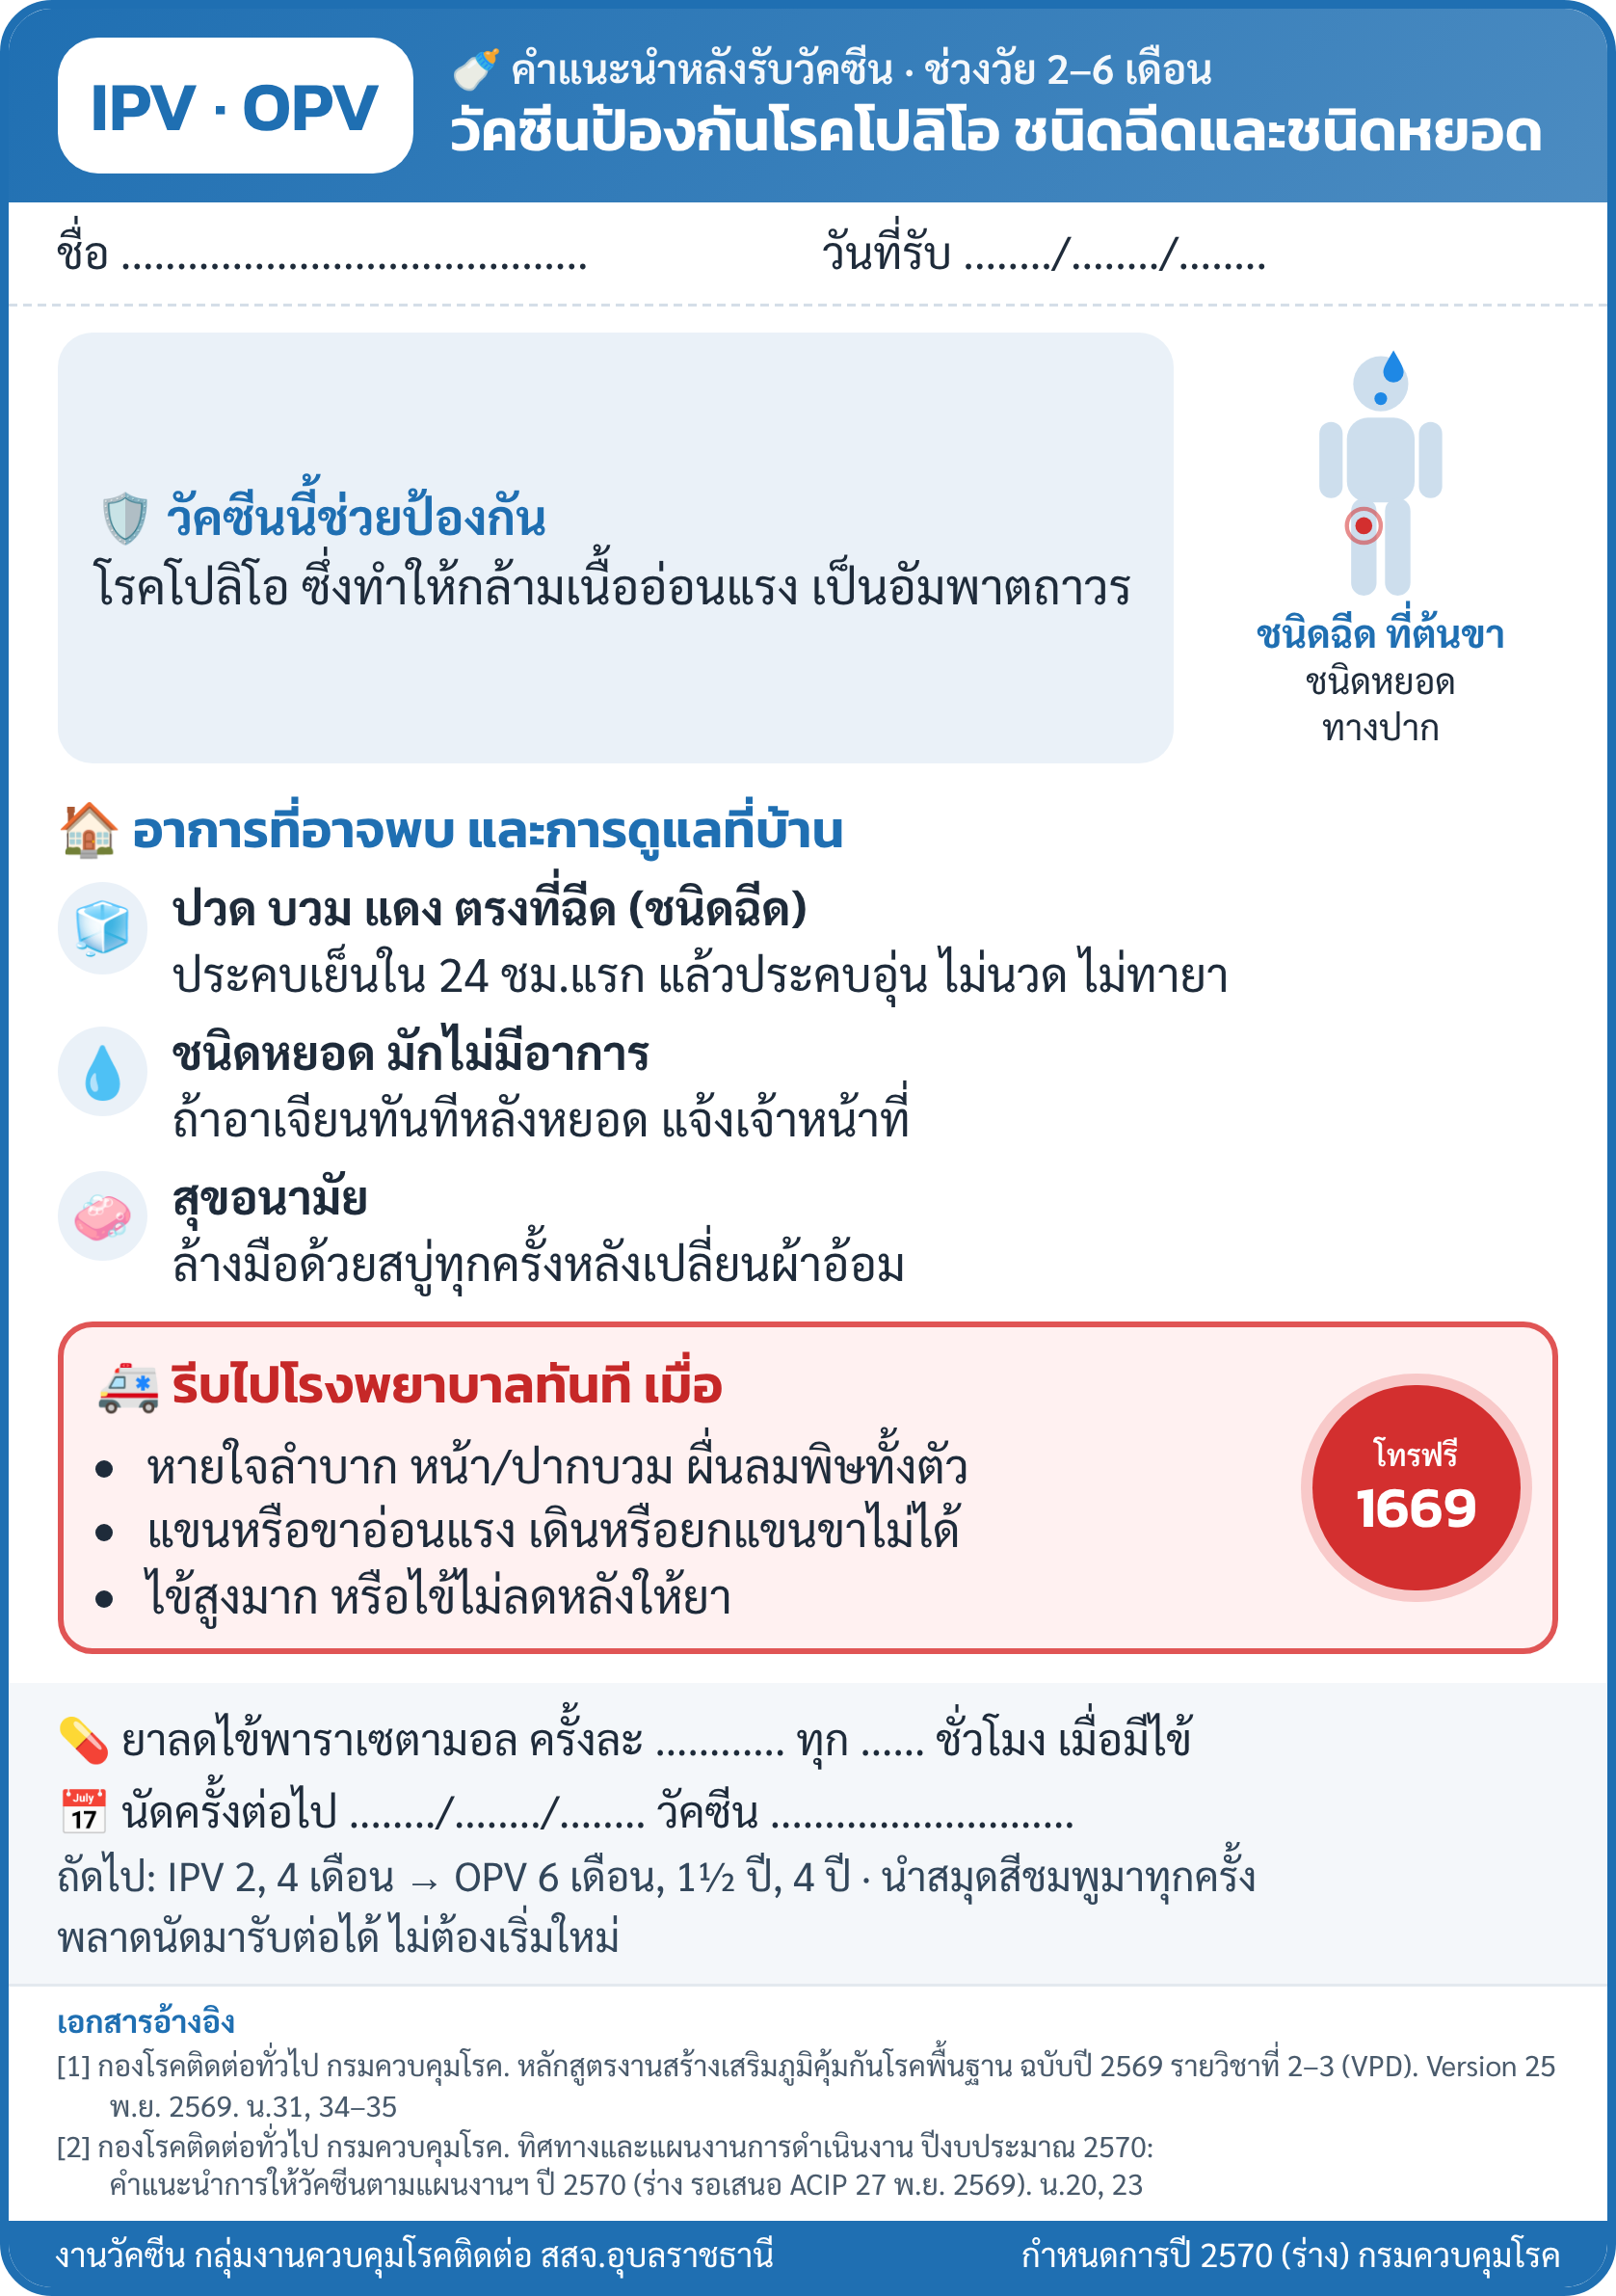 IPV · OPV
คำแนะนำหลังรับวัคซีน · ช่วงวัย 2–6 เดือน
วัคซีนป้องกันโรคโปลิโอ ชนิดฉีดและชนิดหยอด
ชื่อ ........................................... วันที่รับ ......../......../........
วัคซีนนี้ช่วยป้องกัน
โรคโปลิโอ ซึ่งทำให้กล้ามเนื้ออ่อนแรง เป็นอัมพาตถาวร
ชนิดฉีด ที่ต้นขา
ชนิดหยอด
ทางปาก
อาการที่อาจพบ และการดูแลที่บ้าน
ปวด บวม แดง ตรงที่ฉีด (ชนิดฉีด)
ประคบเย็นใน 24 ชม.แรก แล้วประคบอุ่น ไม่นวด ไม่ทายา
ชนิดหยอด มักไม่มีอาการ
ถ้าอาเจียนทันทีหลังหยอด แจ้งเจ้าหน้าที่
สุขอนามัย
ล้างมือด้วยสบู่ทุกครั้งหลังเปลี่ยนผ้าอ้อม
รีบไปโรงพยาบาลทันที เมื่อ
• หายใจลำบาก หน้า/ปากบวม ผื่นลมพิษทั้งตัว
• แขนหรือขาอ่อนแรง เดินหรือยกแขนขาไม่ได้
• ไข้สูงมาก หรือไข้ไม่ลดหลังให้ยา
โทรฟรี
1669
ยาลดไข้พาราเซตามอล ครั้งละ ............ ทุก ...... ชั่วโมง เมื่อมีไข้
July
17
นัดครั้งต่อไป ......../......../........ วัคซีน ............................
ถัดไป: IPV 2, 4 เดือน → OPV 6 เดือน, 1½ ปี, 4 ปี · นำสมุดสีชมพูมาทุกครั้ง
พลาดนัดมารับต่อได้ ไม่ต้องเริ่มใหม่
เอกสารอ้างอิง
[1] กองโรคติดต่อทั่วไป กรมควบคุมโรค. หลักสูตรงานสร้างเสริมภูมิคุ้มกันโรคพื้นฐาน ฉบับปี 2569 รายวิชาที่ 2–3 (VPD). Version 25
พ.ย. 2569. น.31, 34–35
[2] กองโรคติดต่อทั่วไป กรมควบคุมโรค. ทิศทางและแผนงานการดำเนินงาน ปีงบประมาณ 2570:
คำแนะนำการให้วัคซีนตามแผนงานฯ ปี 2570 (ร่าง รอเสนอ ACIP 27 พ.ย. 2569). น.20, 23
งานวัคซีน กลุ่มงานควบคุมโรคติดต่อ สสจ.อุบลราชธานี
กำหนดการปี 2570 (ร่าง) กรมควบคุมโรค